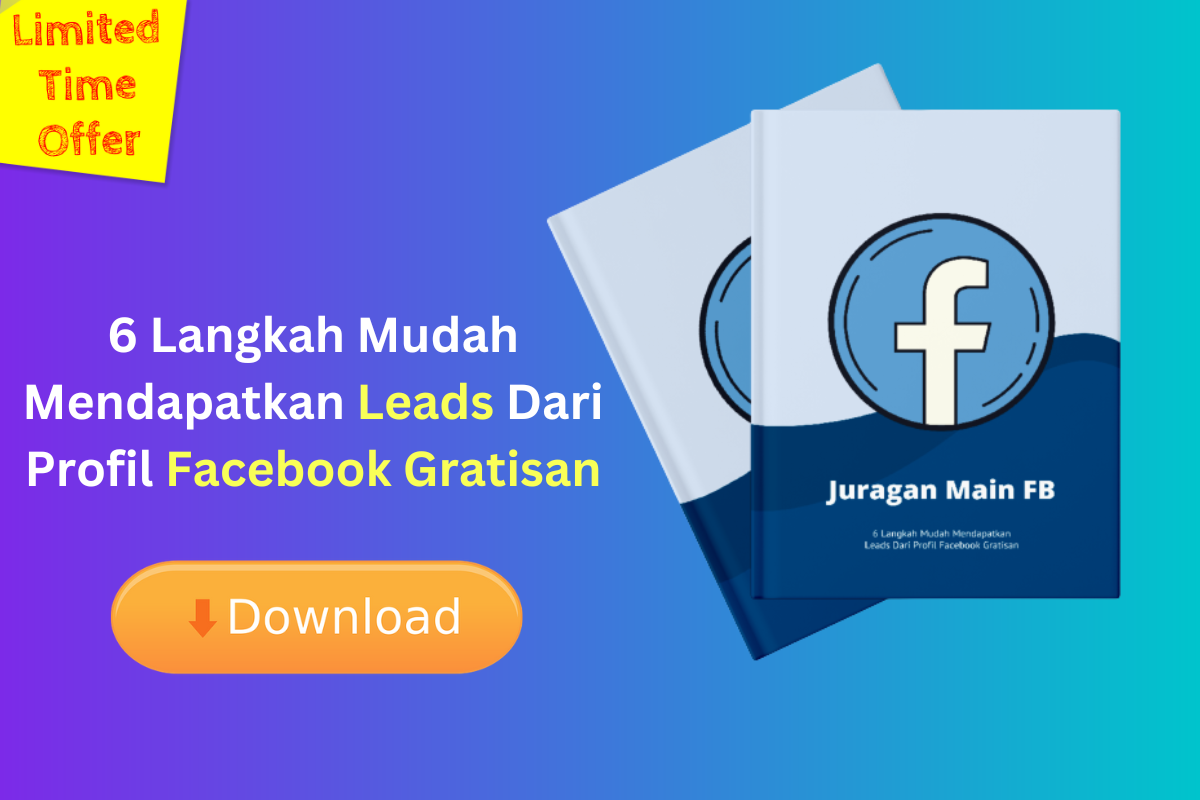 Limited
Time
Offer
6 Langkah Mudah
Mendapatkan Leads Dari
Profil Facebook Gratisan
Download
f
Juragan Main FB
6 Langkah Mudah Mendapatkan
Leads Dari Profil Facebook Gratisan